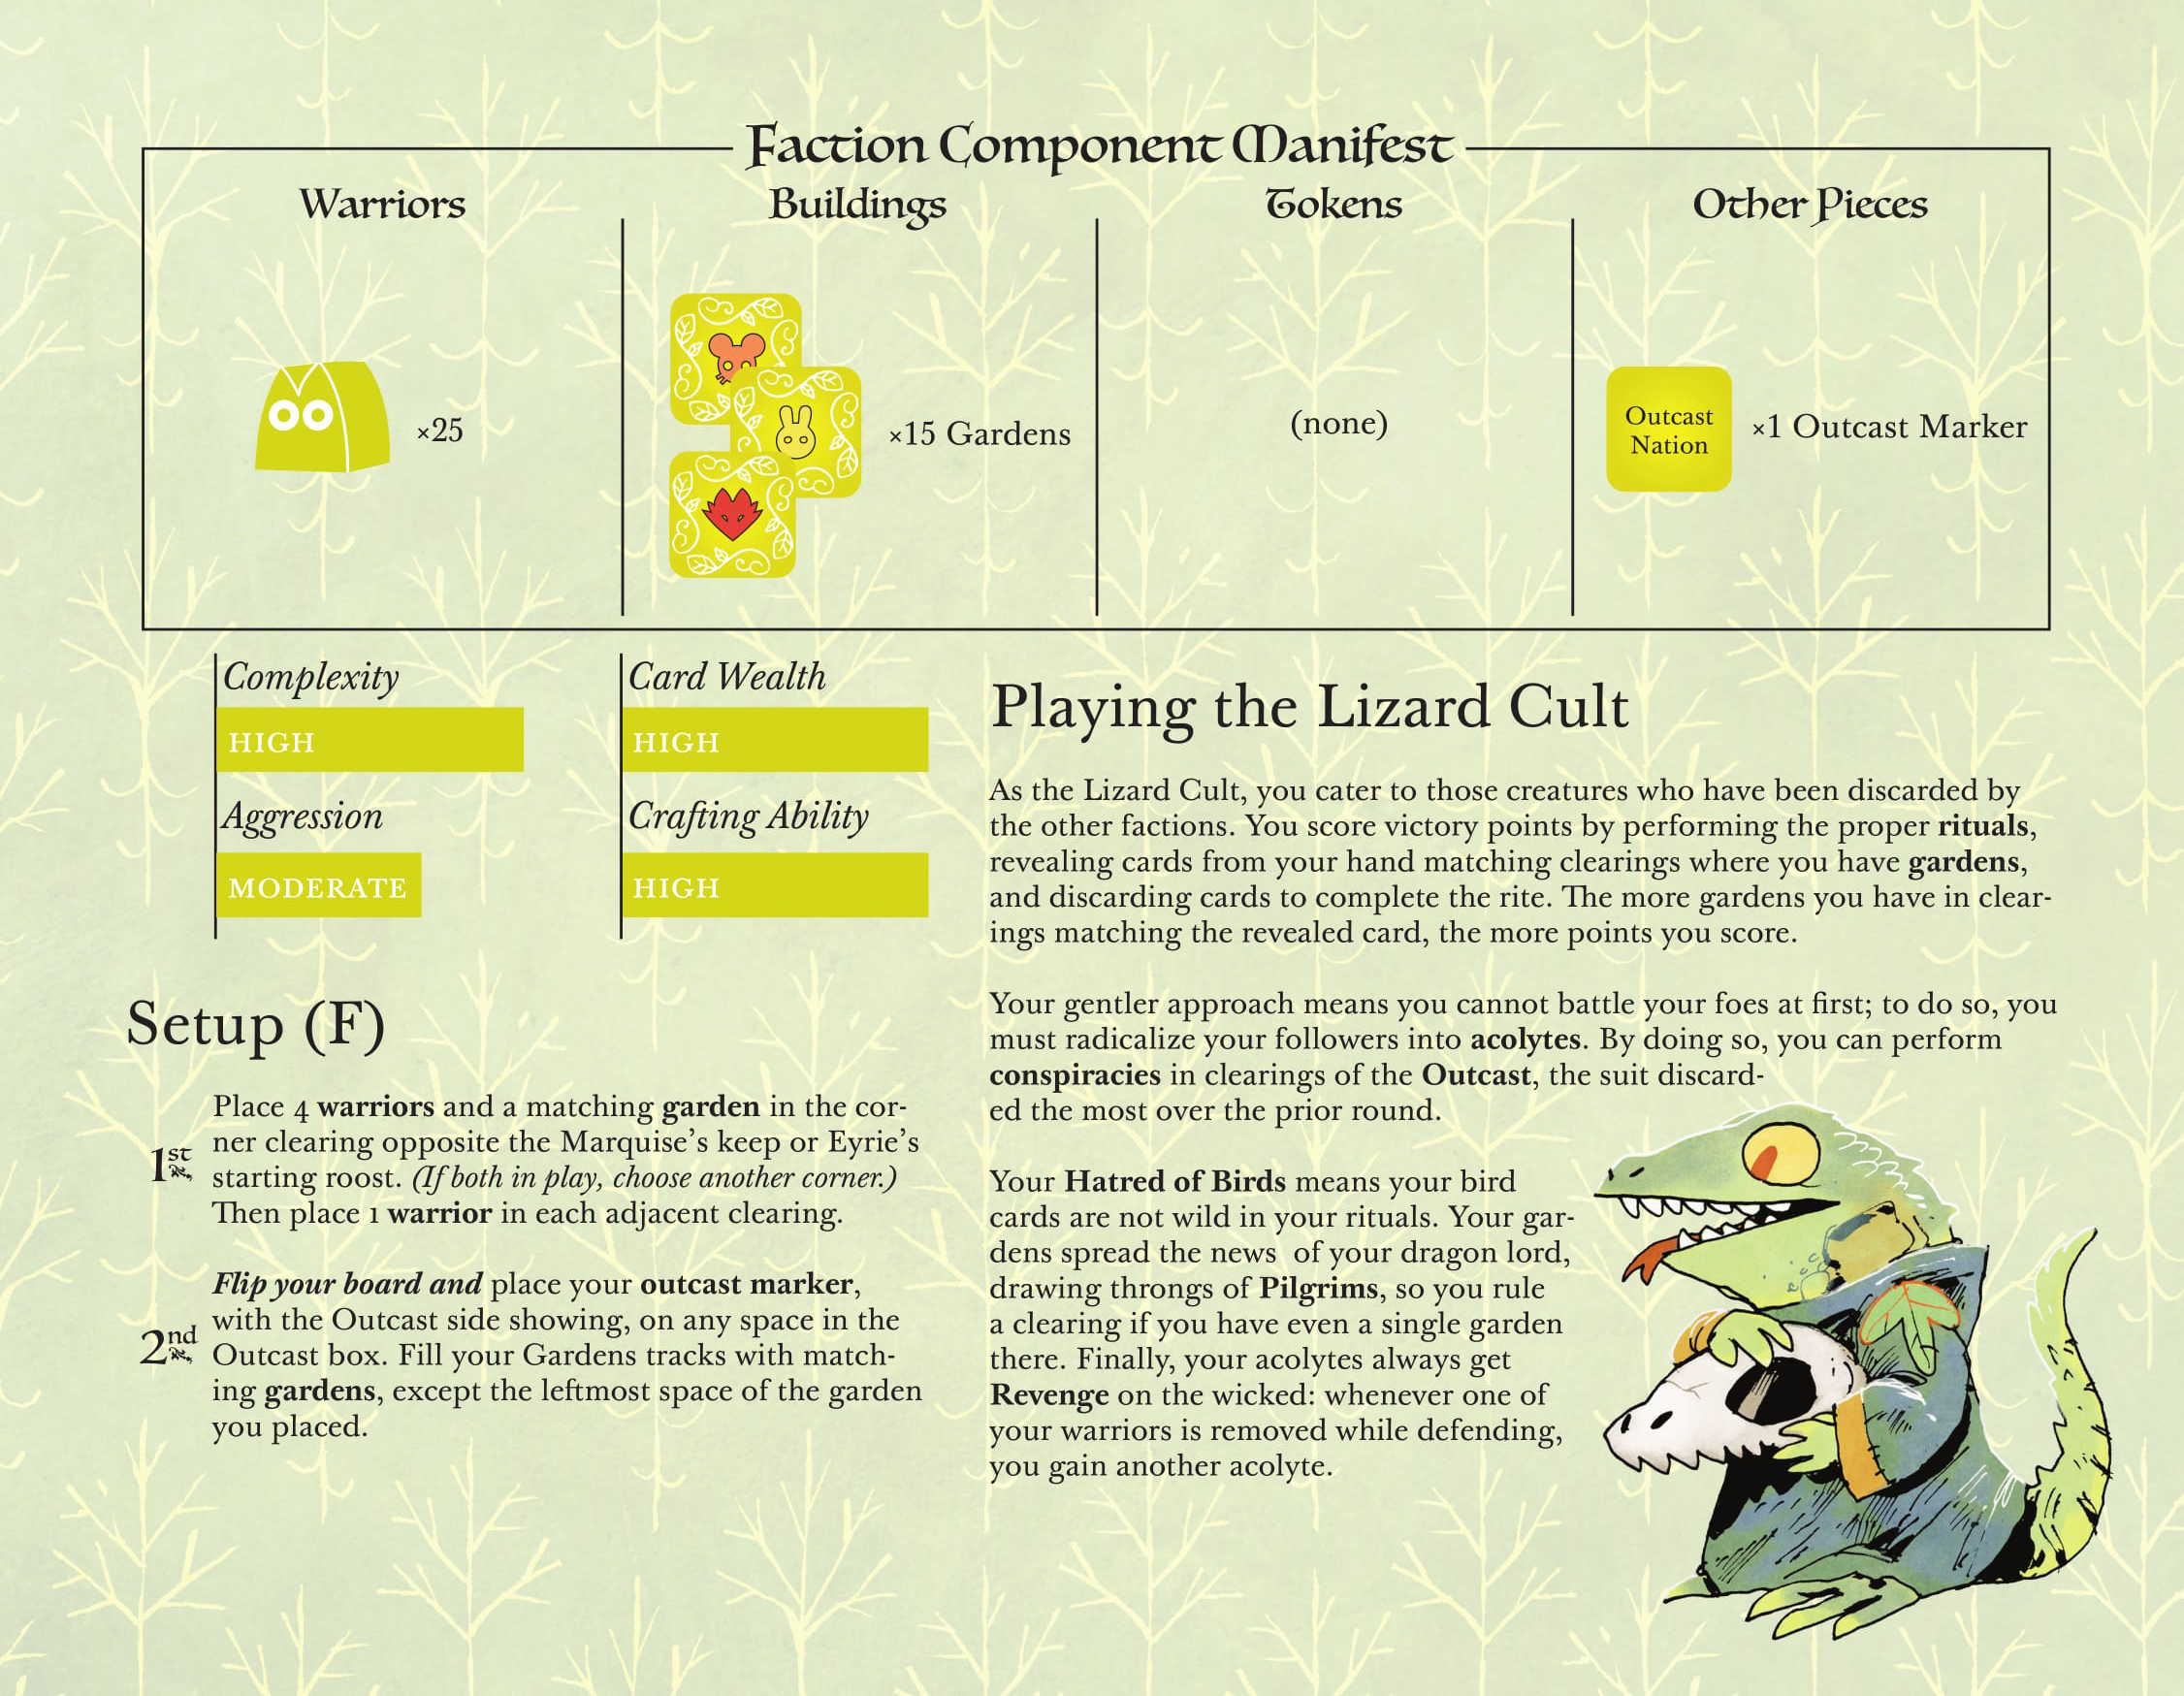 Faction Component Manifest
Warriors
Buildings
Tokens
Other Pieces
×25
×15 Gardens
(none)
Outcast
Nation
×1 Outcast Marker
Complexity
HIGH
Aggression
MODERATE
Card Wealth
HIGH
Crafting Ability
HIGH
Setup (F)
1st
Place 4 warriors and a matching garden in the cor-
ner clearing opposite the Marquise's keep or Eyrie's
starting roost. (If both in play, choose another corner.)
Then place 1 warrior in each adjacent clearing.
2nd
Flip your board and place your outcast marker,
with the Outcast side showing, on any space in the
Outcast box. Fill your Gardens tracks with match-
ing gardens, except the leftmost space of the garden
you placed.
Playing the Lizard Cult
As the Lizard Cult, you cater to those creatures who have been discarded by
the other factions. You score victory points by performing the proper rituals,
revealing cards from your hand matching clearings where you have gardens,
and discarding cards to complete the rite. The more gardens you have in clear-
ings matching the revealed card, the more points you score.
Your gentler approach means you cannot battle your foes at first; to do so, you
must radicalize your followers into acolytes. By doing so, you can perform
conspiracies in clearings of the Outcast, the suit discard-
ed the most over the prior round.
Your Hatred of Birds means your bird
cards are not wild in your rituals. Your gar-
dens spread the news of your dragon lord,
drawing throngs of Pilgrims, so you rule
a clearing if you have even a single garden
there. Finally, your acolytes always get
Revenge on the wicked: whenever one of
your warriors is removed while defending,
you gain another acolyte.